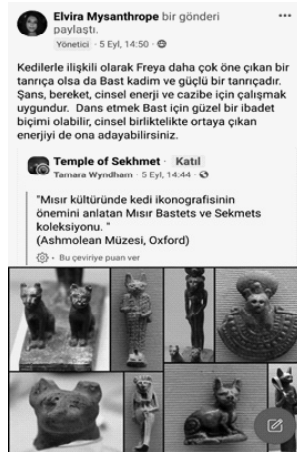 Elvira Mysanthrope bir gönderi
paylaştı.
Yönetici · 5 Eyl, 14:50 ·
Kedilerle ilişkili olarak Freya daha çok öne çıkan bir
tanrıça olsa da Bast kadim ve güçlü bir tanrıçadır.
Şans, bereket, cinsel enerji ve cazibe için çalışmak
uygundur. Dans etmek Bast için güzel bir ibadet
biçimi olabilir, cinsel birliktelikte ortaya çıkan
enerjiyi de ona adayabilirsiniz.
Temple of Sekhmet · Katıl
Tamara Wyndham · 5 Eyl, 14:44 ·
"Mısır kültüründe kedi ikonografisinin
önemini anlatan Mısır Bastets ve Sekmets
koleksiyonu. "
(Ashmolean Müzesi, Oxford)
· Bu çeviriye puan ver